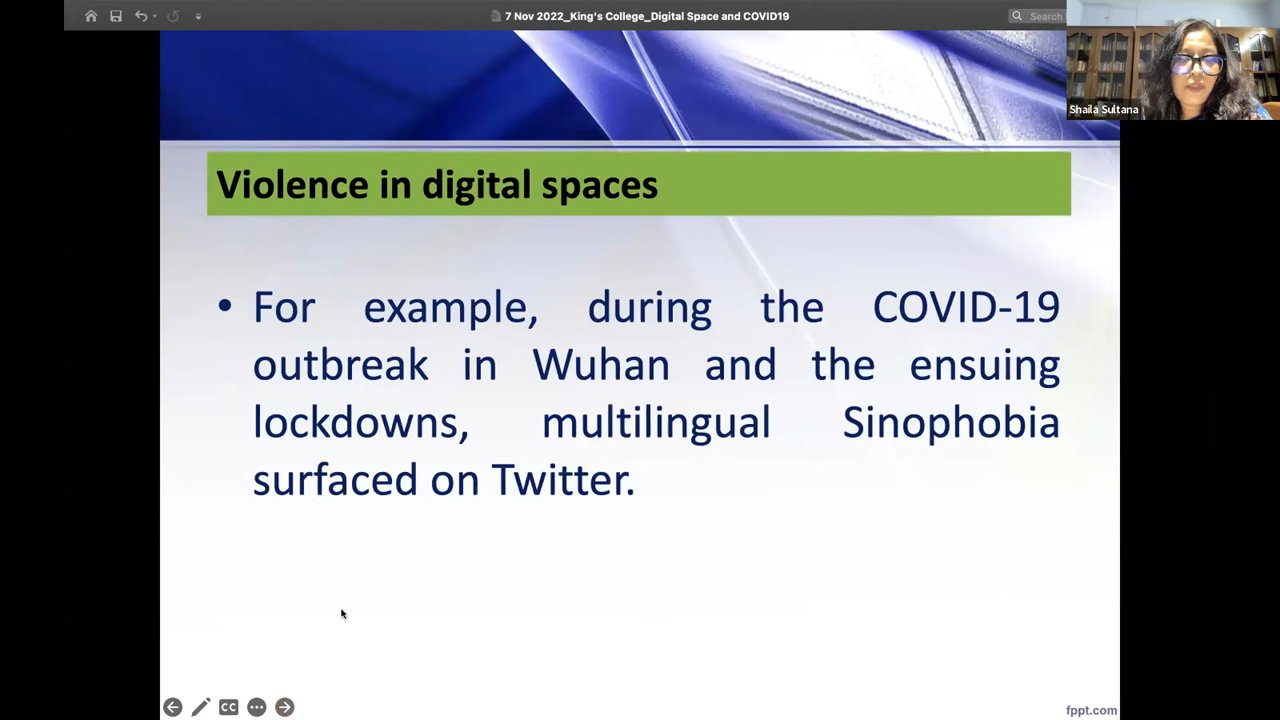 7 Nov 2022_King's College_Digital Space and COVID19
Search
Shaila Sultana
Violence in digital spaces
• For example, during the COVID-19
outbreak in Wuhan and the ensuing
lockdowns, multilingual Sinophobia
surfaced on Twitter.
CC
fppt.com